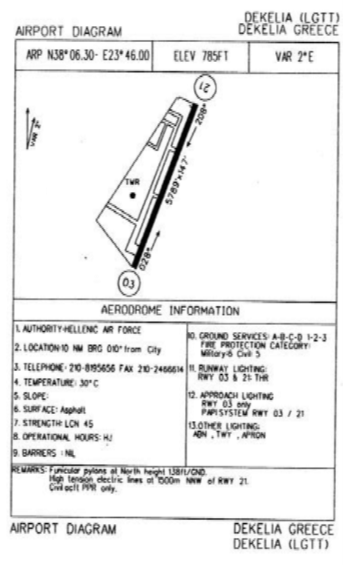 DEKELIA (LGTT)
AIRPORT DIAGRAM DEKELIA GREECE
ARP N38°06.30- E23°46.00 ELEV 785FT VAR 2°E
21
208°
VAR 2°
5789'x147'
TWR
028°
03
AERODROME INFORMATION
1. AUTHORITY:HELLENIC AIR FORCE
2. LOCATION:10 NM BRG 010° from City
3. TELEPHONE: 210-8195656 FAX 210-2466614
4. TEMPERATURE: 30°C
5. SLOPE:
6. SURFACE: Asphalt
7. STRENGTH: LCN 45
8. OPERATIONAL HOURS: HJ
9. BARRIERS : NIL
10. GROUND SERVICES: A-B-C-D 1-2-3
FIRE PROTECTION CATEGORY:
Military:6 Civil: 5
11. RUNWAY LIGHTING:
RWY 03 & 21: THR
12. APPROACH LIGHTING
RWY 03 only
PAPI SYSTEM RWY 03 / 21
13.OTHER LIGHTING:
ABN , TWY , APRON
REMARKS: Funicular pylons at North height 138ft/GND.
High tension electric lines at 1500m NNW of RWY 21.
Civil acft PPR only.
AIRPORT DIAGRAM DEKELIA GREECE
DEKELIA (LGTT)